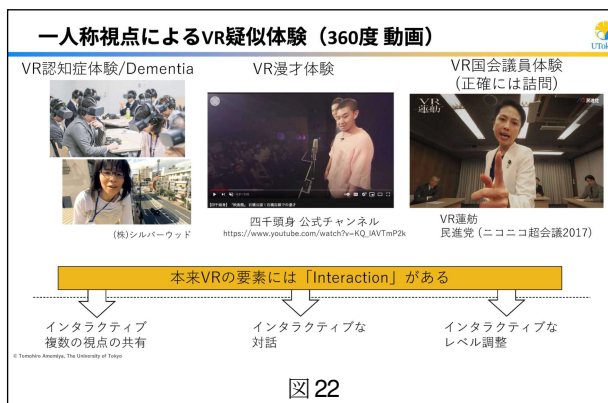 一人称視点によるVR疑似体験（360度 動画）
UTokyo
VR認知症体験/Dementia
(株)シルバーウッド
VR漫才体験
四千頭身 公式チャンネル
https://www.youtube.com/watch?v=KQ_lAVTmP2k
VR国会議員体験
(正確には詰問)
VR
蓮舫
民進党
VR蓮舫
民進党 (ニコニコ超会議2017)
本来VRの要素には「Interaction」がある
インタラクティブ
複数の視点の共有
インタラクティブな
対話
インタラクティブな
レベル調整
© Tomohiro Amemiya, The University of Tokyo
図 22